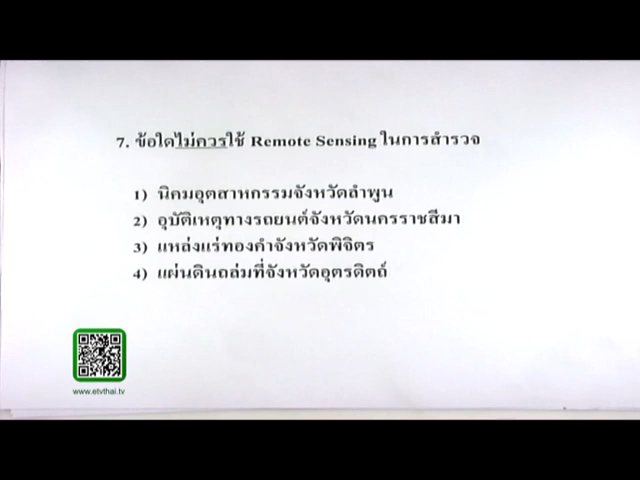 7. ข้อใดไม่ควรใช้ Remote Sensing ในการสำรวจ
1) นิคมอุตสาหกรรมจังหวัดลำพูน
2) อุบัติเหตุทางรถยนต์จังหวัดนครราชสีมา
3) แหล่งแร่ทองคำจังหวัดพิจิตร
4) แผ่นดินถล่มที่จังหวัดอุตรดิตถ์
www.etvthai.tv